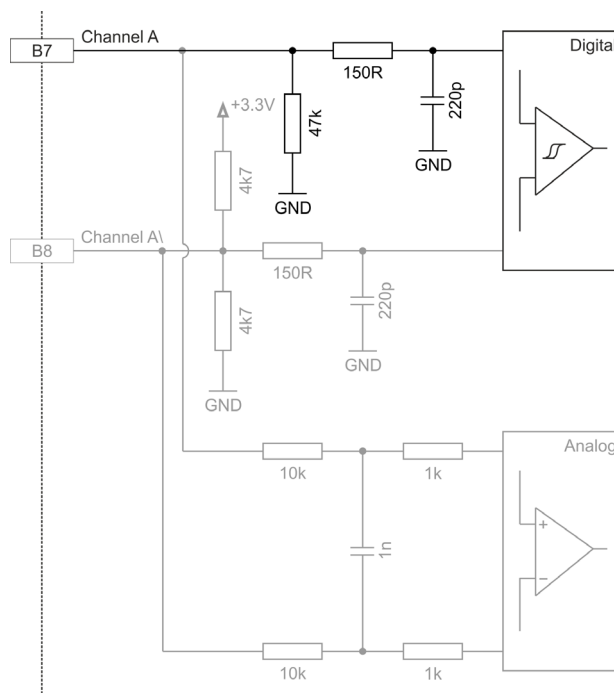 Channel A
B7
Digital
150R
220p
+3.3V
47k
GND
4k7
GND
Channel A\
B8
150R
220p
4k7
GND
GND
Analog
10k
1k
1n
10k
1k